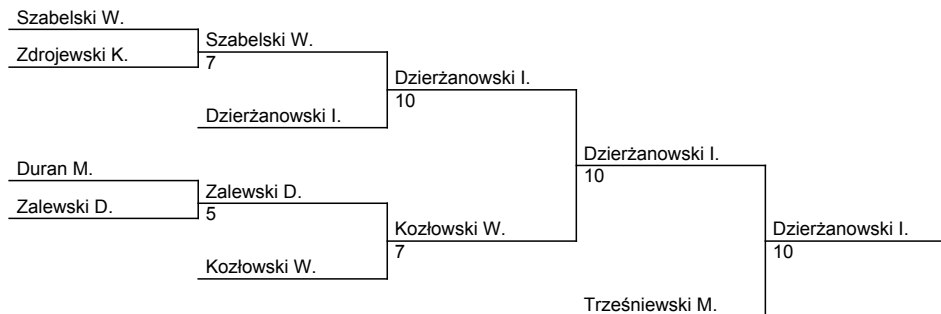 Szabelski W.
Zdrojewski K.
Szabelski W.
7
Dzierżanowski I.
Dzierżanowski I.
10
Duran M.
Zalewski D.
Zalewski D.
5
Kozłowski W.
Kozłowski W.
7
Dzierżanowski I.
10
Trześniewski M.
Dzierżanowski I.
10